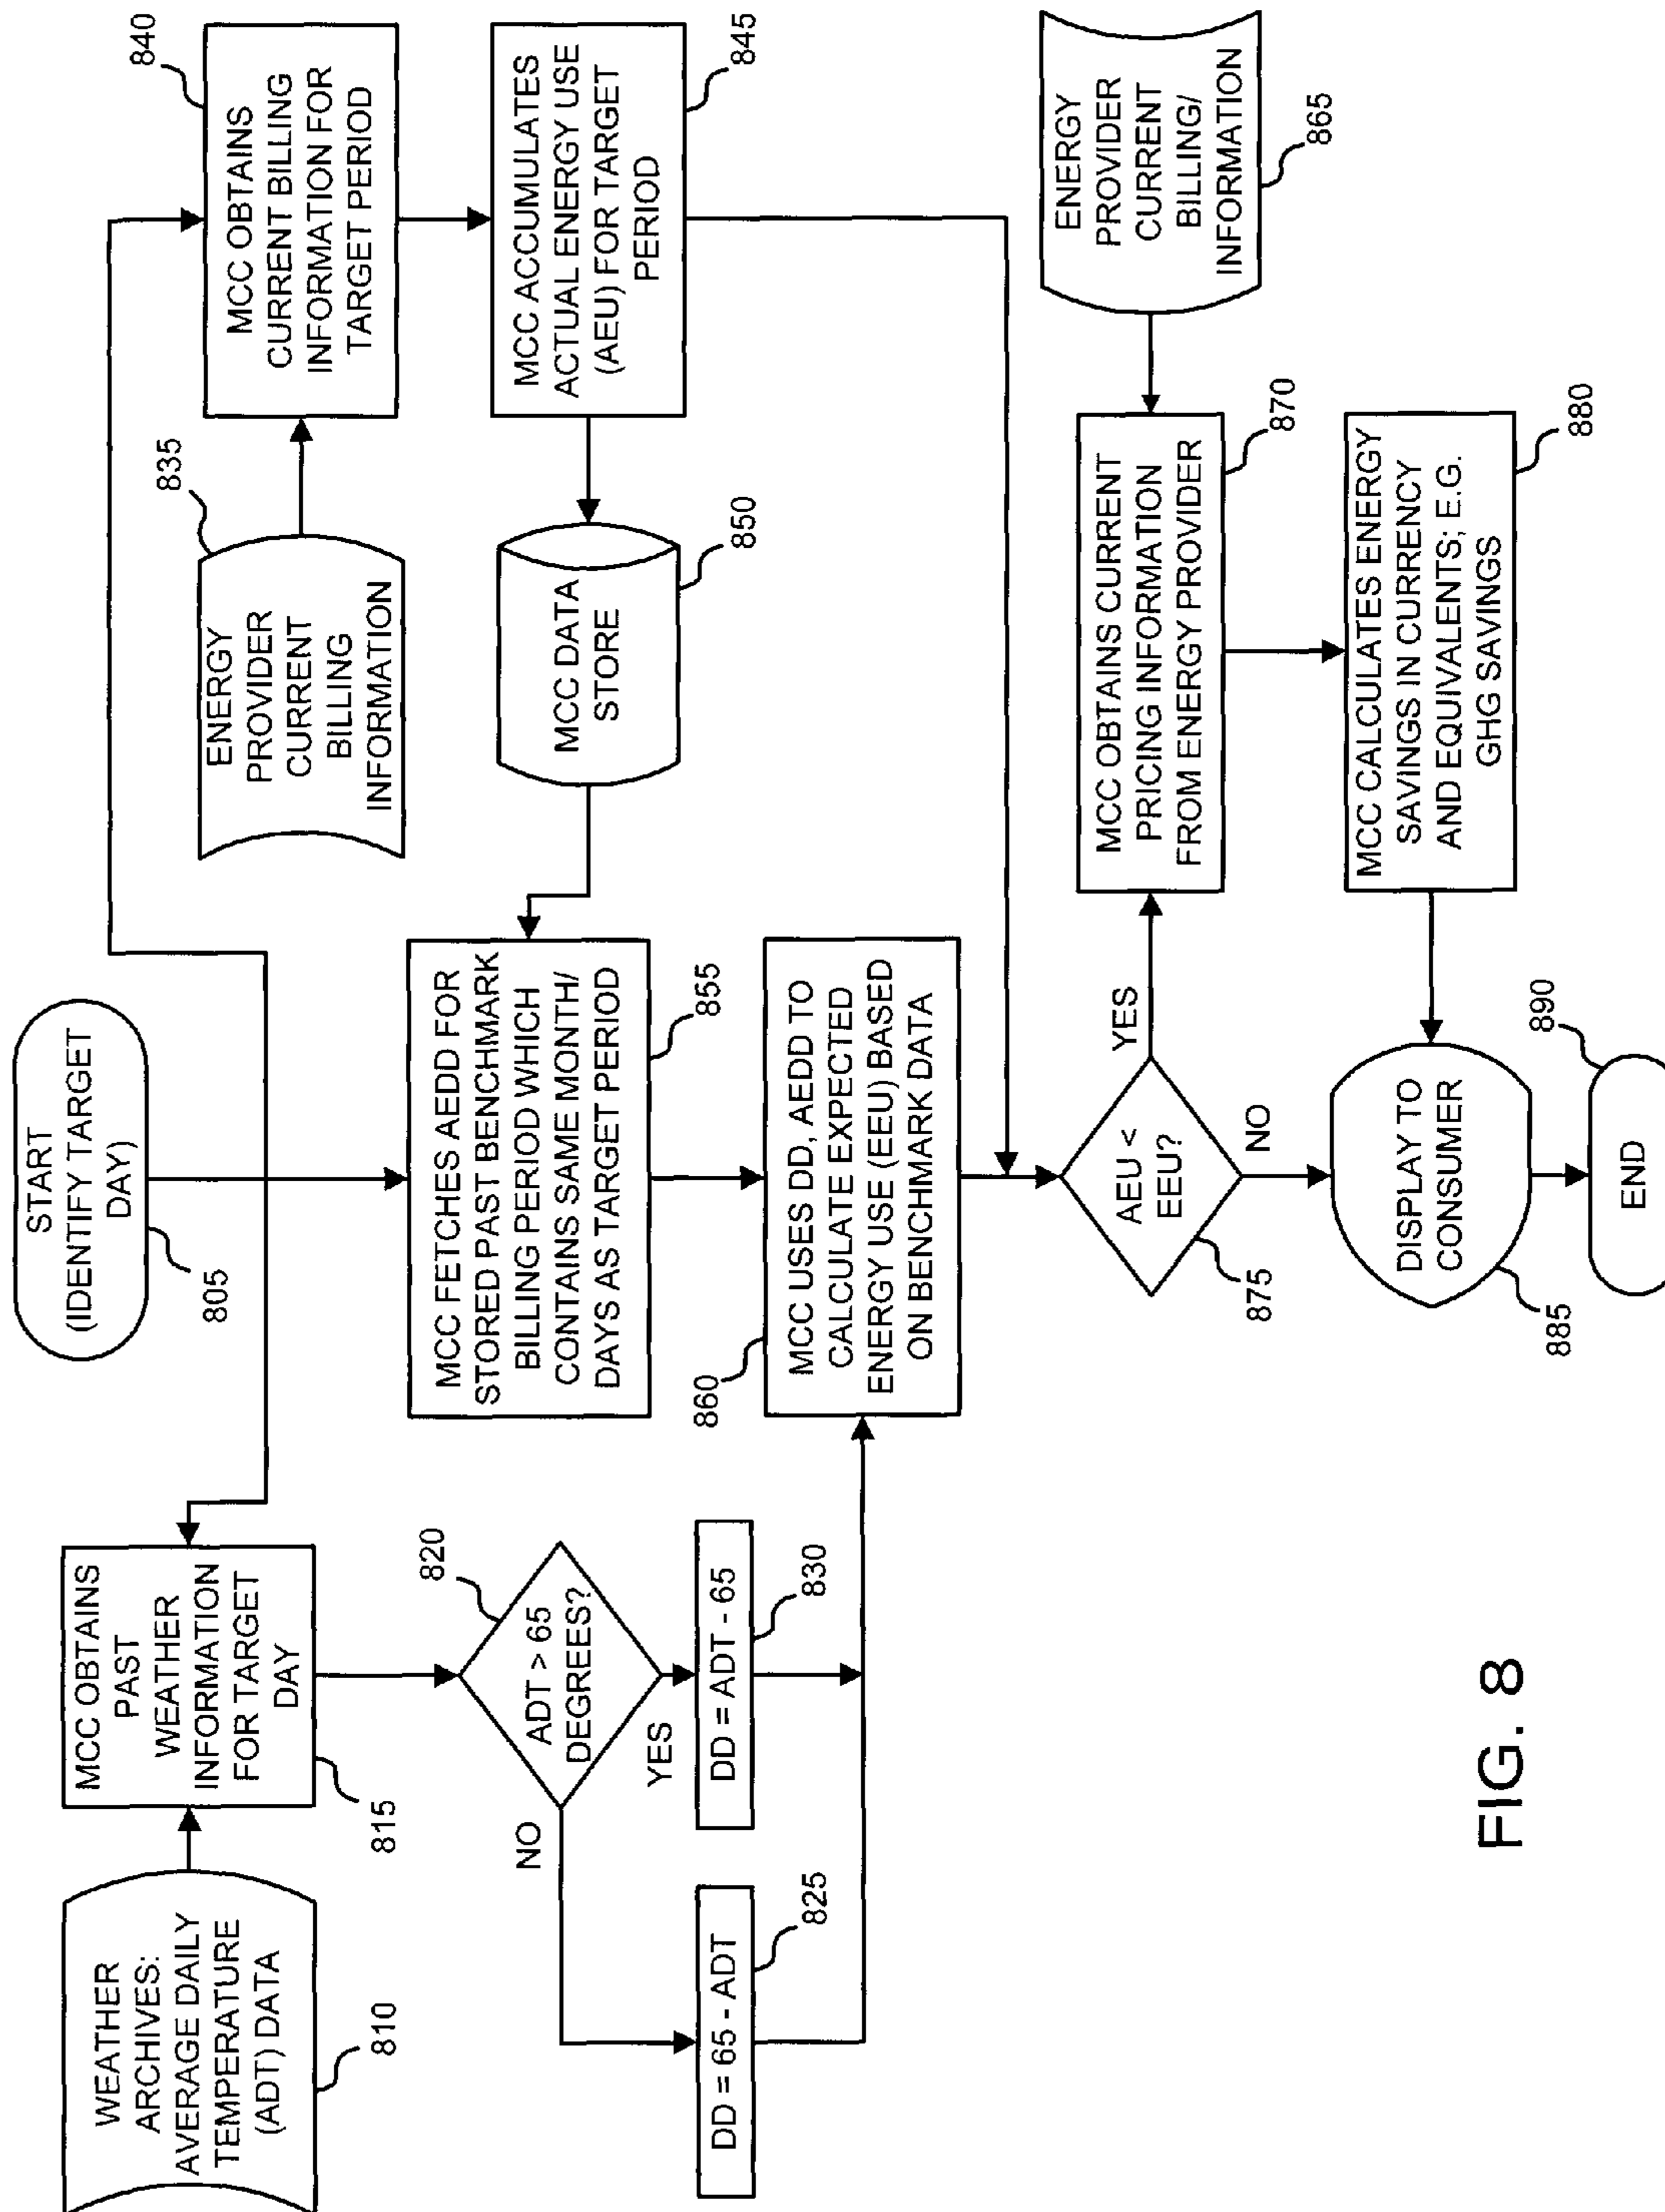 START
(IDENTIFY TARGET
DAY)
805
WEATHER
ARCHIVES:
AVERAGE DAILY
TEMPERATURE
(ADT) DATA
810
MCC OBTAINS
PAST
WEATHER
INFORMATION
FOR TARGET
DAY
815
ADT > 65
DEGREES?
820
NO
YES
DD = 65 - ADT
825
DD = ADT - 65
830
ENERGY
PROVIDER
CURRENT
BILLING
INFORMATION
835
MCC OBTAINS
CURRENT BILLING
INFORMATION FOR
TARGET PERIOD
840
MCC ACCUMULATES
ACTUAL ENERGY USE
(AEU) FOR TARGET
PERIOD
845
MCC DATA
STORE
850
MCC FETCHES AEDD FOR
STORED PAST BENCHMARK
BILLING PERIOD WHICH
CONTAINS SAME MONTH/
DAYS AS TARGET PERIOD
855
860
MCC USES DD, AEDD TO
CALCULATE EXPECTED
ENERGY USE (EEU) BASED
ON BENCHMARK DATA
ENERGY
PROVIDER
CURRENT
BILLING/
INFORMATION
865
AEU <
EEU?
875
YES
NO
MCC OBTAINS CURRENT
PRICING INFORMATION
FROM ENERGY PROVIDER
870
MCC CALCULATES ENERGY
SAVINGS IN CURRENCY
AND EQUIVALENTS; E.G.
GHG SAVINGS
880
DISPLAY TO
CONSUMER
885
END
890
FIG. 8